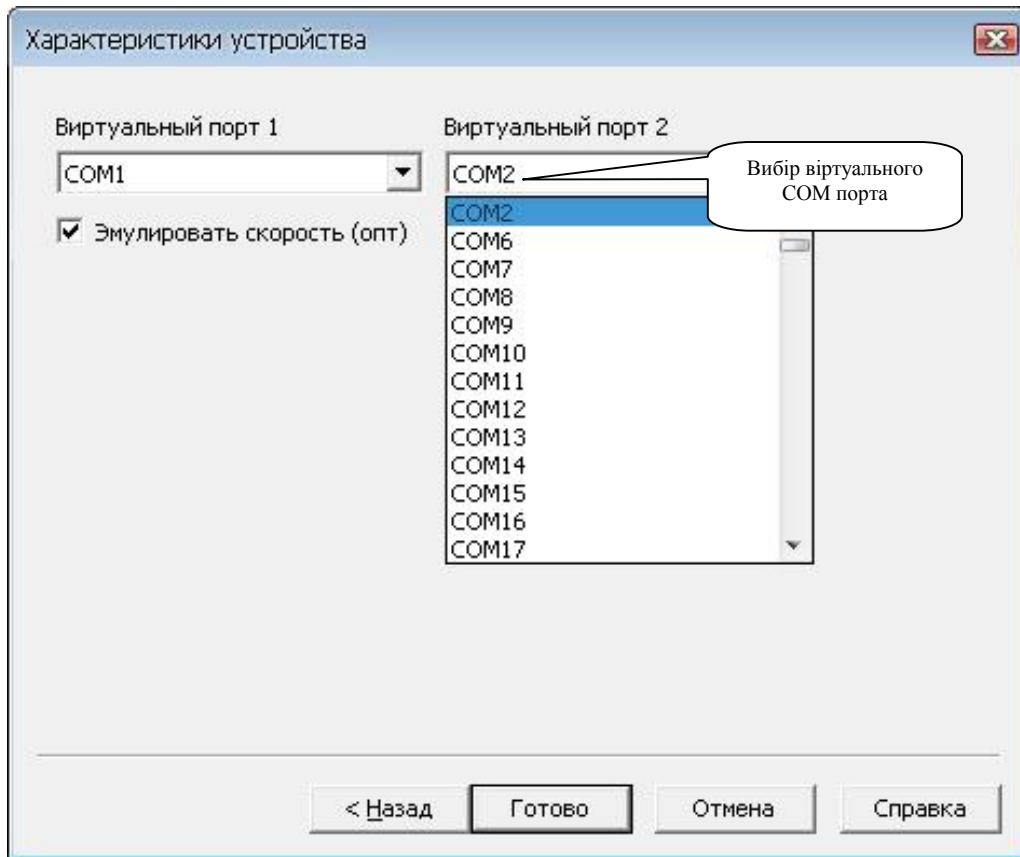 Характеристики устройства
Виртуальный порт 1
Виртуальный порт 2
COM1
COM2
Вибір віртуального
COM порта
Эмулировать скорость (опт)
COM2
COM6
COM7
COM8
COM9
COM10
COM11
COM12
COM13
COM14
COM15
COM16
COM17
< Назад
Готово
Отмена
Справка